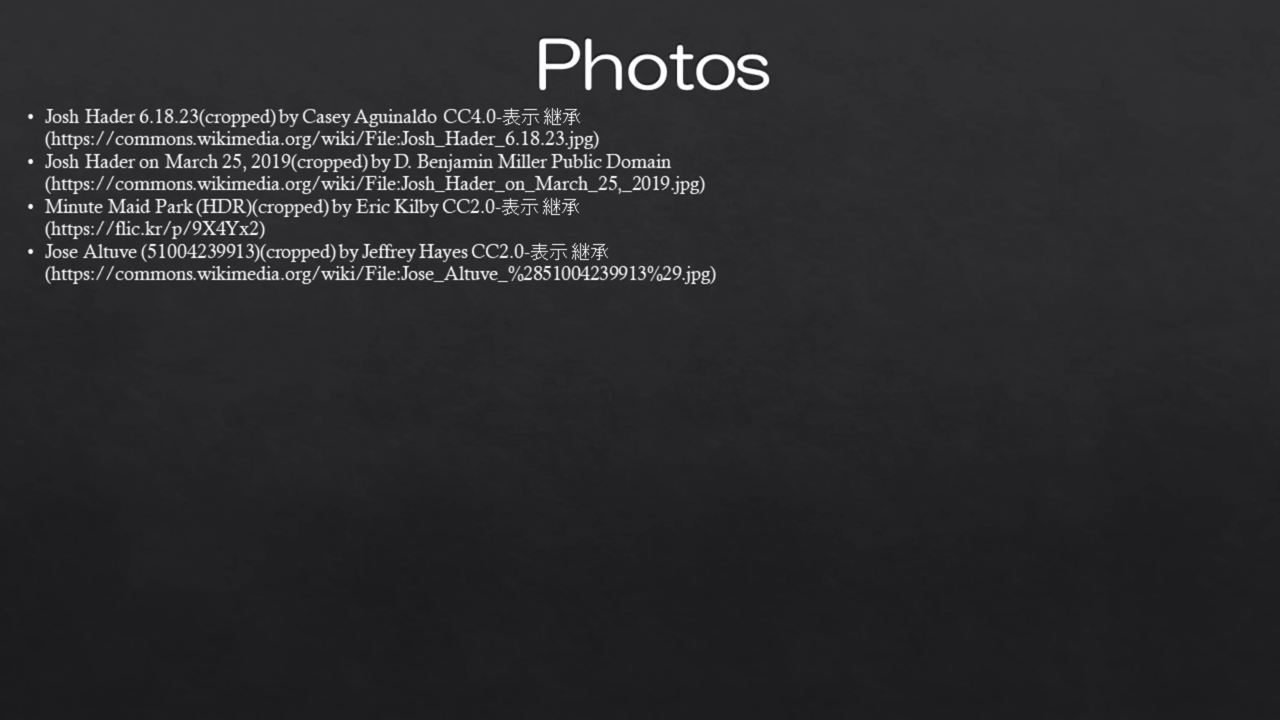 Photos
• Josh Hader 6.18.23(cropped) by Casey Aguinaldo CC4.0-表示 継承
(https://commons.wikimedia.org/wiki/File:Josh_Hader_6.18.23.jpg)
• Josh Hader on March 25, 2019(cropped) by D. Benjamin Miller Public Domain
(https://commons.wikimedia.org/wiki/File:Josh_Hader_on_March_25,_2019.jpg)
• Minute Maid Park (HDR)(cropped) by Eric Kilby CC2.0-表示 継承
(https://flic.kr/p/9X4Yx2)
• Jose Altuve (51004239913)(cropped) by Jeffrey Hayes CC2.0-表示 継承
(https://commons.wikimedia.org/wiki/File:Jose_Altuve_%2851004239913%29.jpg)